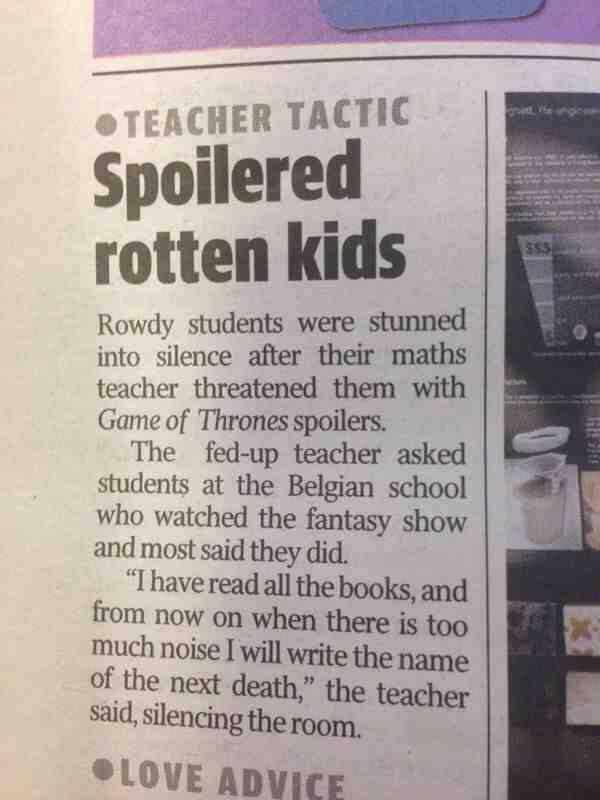 ●TEACHER TACTIC
Spoilered
rotten kids
Rowdy students were stunned
into silence after their maths
teacher threatened them with
Game of Thrones spoilers.
The fed-up teacher asked
students at the Belgian school
who watched the fantasy show
and most said they did.
“I have read all the books, and
from now on when there is too
much noise I will write the name
of the next death,” the teacher
said, silencing the room.
●LOVE ADVICE
$$$